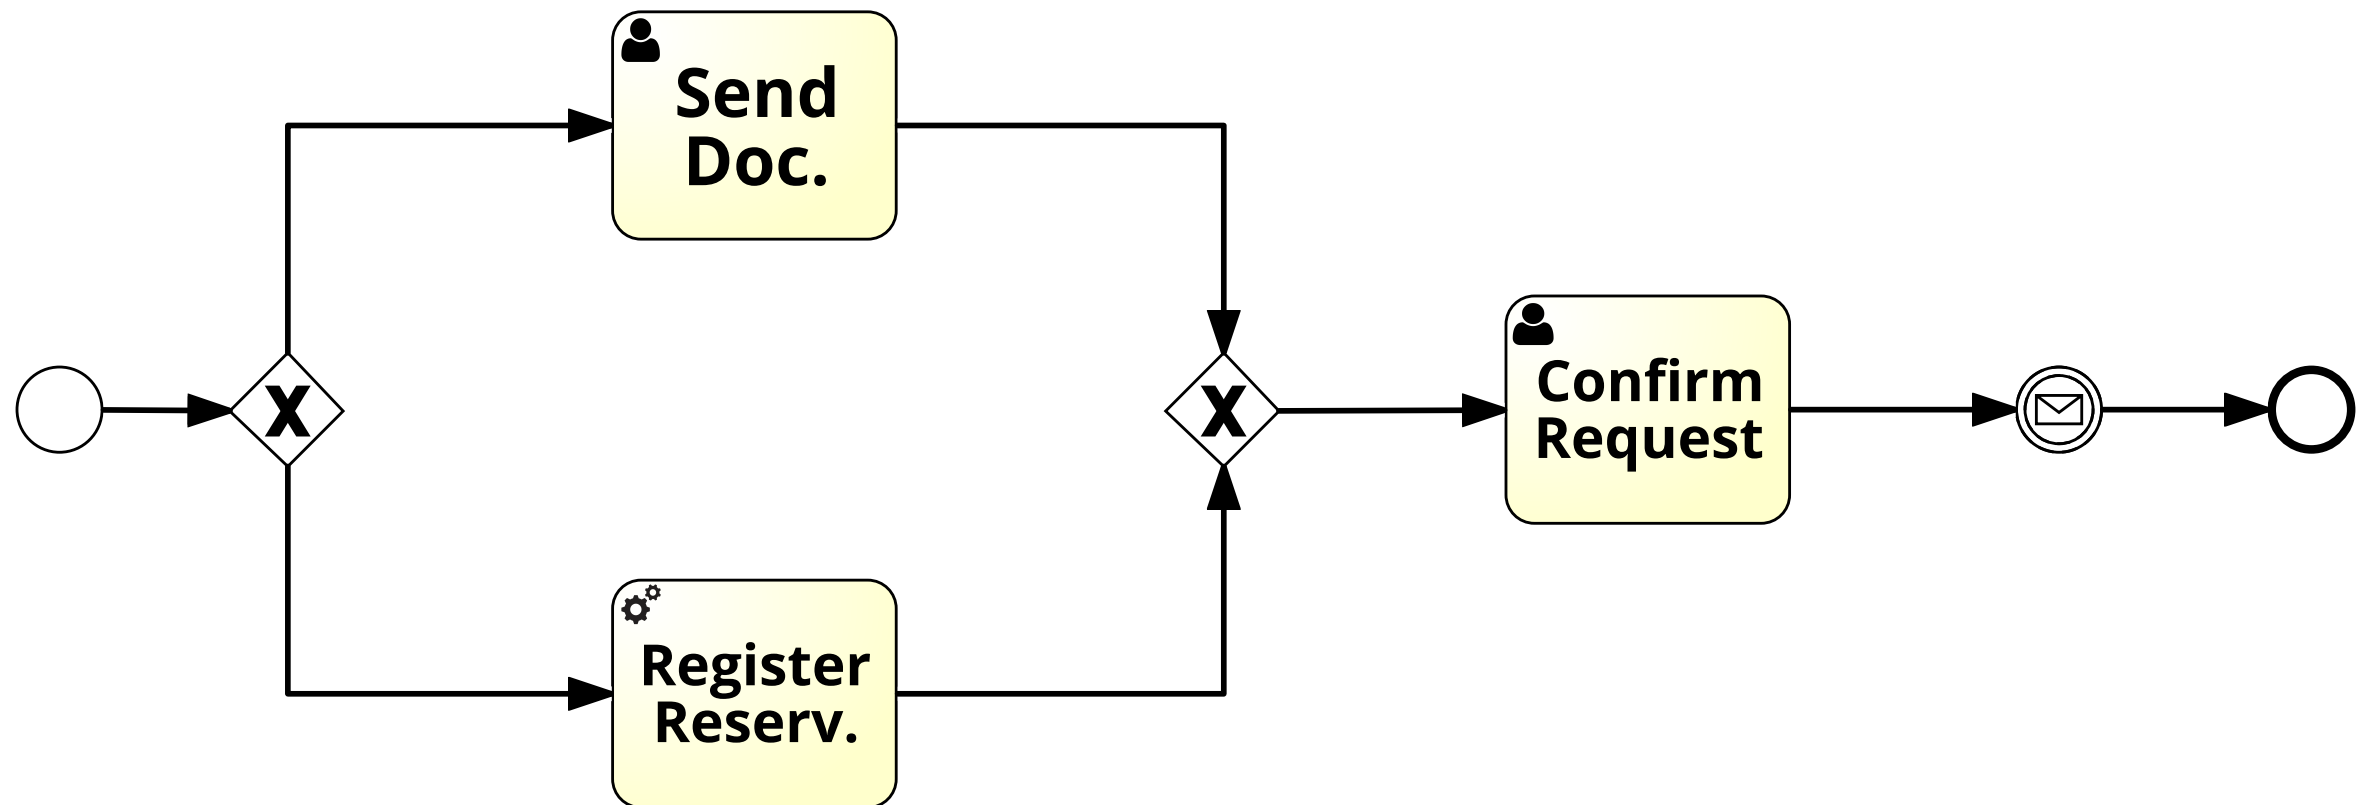 Send
Doc.
X
X
Confirm
Request
Register
Reserv.